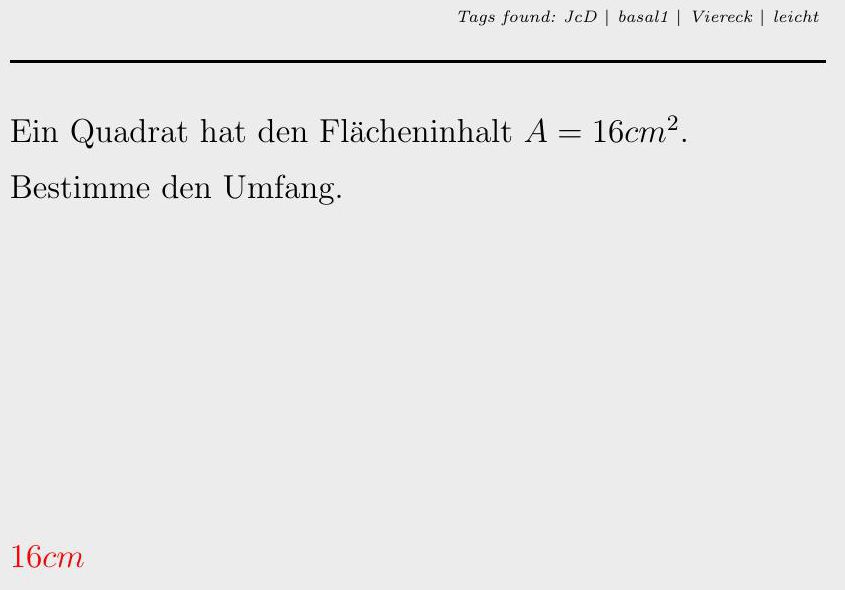 Tags found: JcD | basal1 | Viereck | leicht
Ein Quadrat hat den Flächeninhalt $A = 16cm^2$.
Bestimme den Umfang.
$16cm$